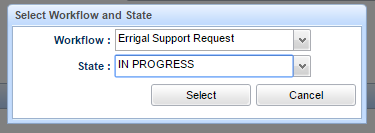 Select Workflow and State
Workflow : Errigal Support Request
State : IN PROGRESS
Select Cancel